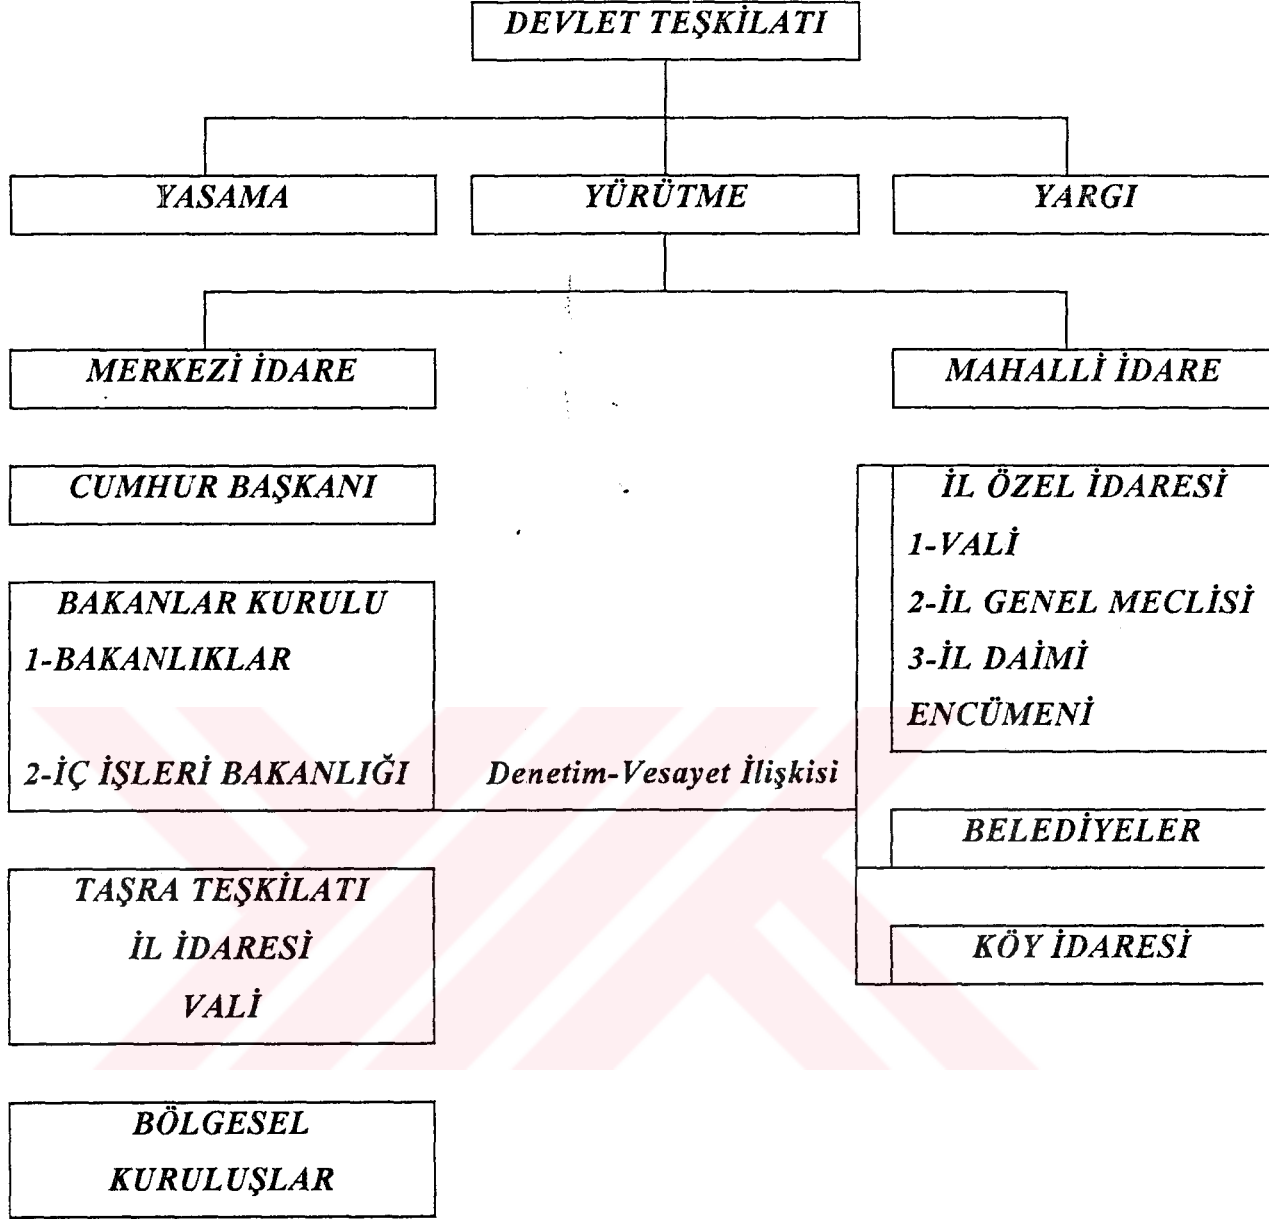 DEVLET TEŞKİLATI
YASAMA
YÜRÜTME
YARGI
MERKEZİ İDARE
MAHALLİ İDARE
CUMHUR BAŞKANI
BAKANLAR KURULU
1-BAKANLIKLAR
2-İÇ İŞLERİ BAKANLIĞI
Denetim-Vesayet İlişkisi
İL ÖZEL İDARESİ
1-VALİ
2-İL GENEL MECLİSİ
3-İL DAİMİ
ENCÜMENİ
BELEDİYELER
KÖY İDARESİ
TAŞRA TEŞKİLATI
İL İDARESİ
VALİ
BÖLGESEL
KURULUŞLAR